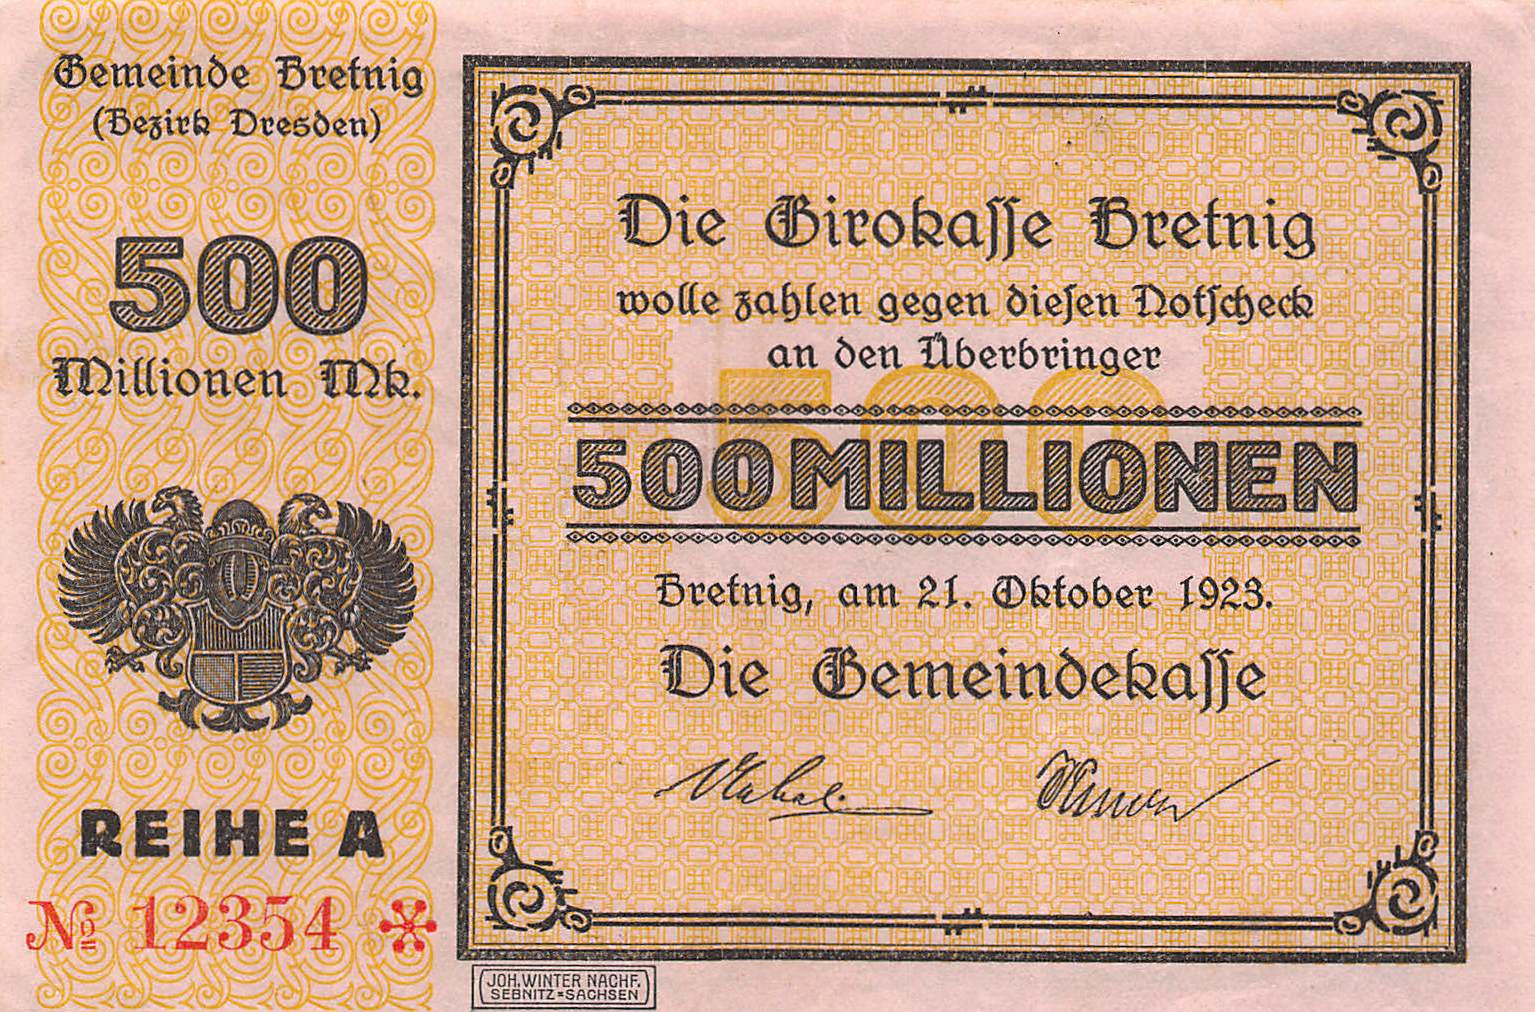 Gemeinde Bretnig
(Bezirk Dresden)
500
Millionen Mk.
REIHE A
№ 12354
Die Girokasse Bretnig
wolle zahlen gegen diesen Notscheck
an den Überbringer
500
500 MILLIONEN
Bretnig, am 21. Oktober 1923.
Die Gemeindekasse
JOH. WINTER NACHF.
SEBNITZ=SACHSEN